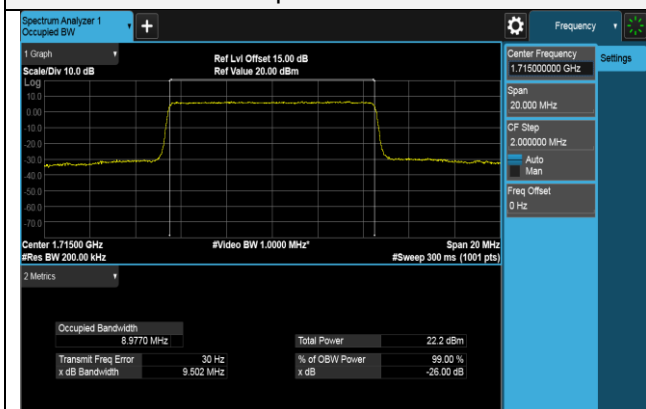 Spectrum Analyzer 1
Occupied BW
+
Frequency
1 Graph
Scale/Div 10.0 dB
Ref Lvl Offset 15.00 dB
Ref Value 20.00 dBm
Log
10.0
0.00
-10.0
-20.0
-30.0
-40.0
-50.0
-60.0
-70.0
Center 1.71500 GHz
#Res BW 200.00 kHz
#Video BW 1.0000 MHz*
Span 20 MHz
#Sweep 300 ms (1001 pts)
2 Metrics
Occupied Bandwidth
8.9770 MHz
Transmit Freq Error 30 Hz
x dB Bandwidth 9.502 MHz
Total Power 22.2 dBm
% of OBW Power 99.00 %
x dB -26.00 dB
Center Frequency
1.715000000 GHz
Span
20.000 MHz
CF Step
2.000000 MHz
Auto
Man
Freq Offset
0 Hz
Settings